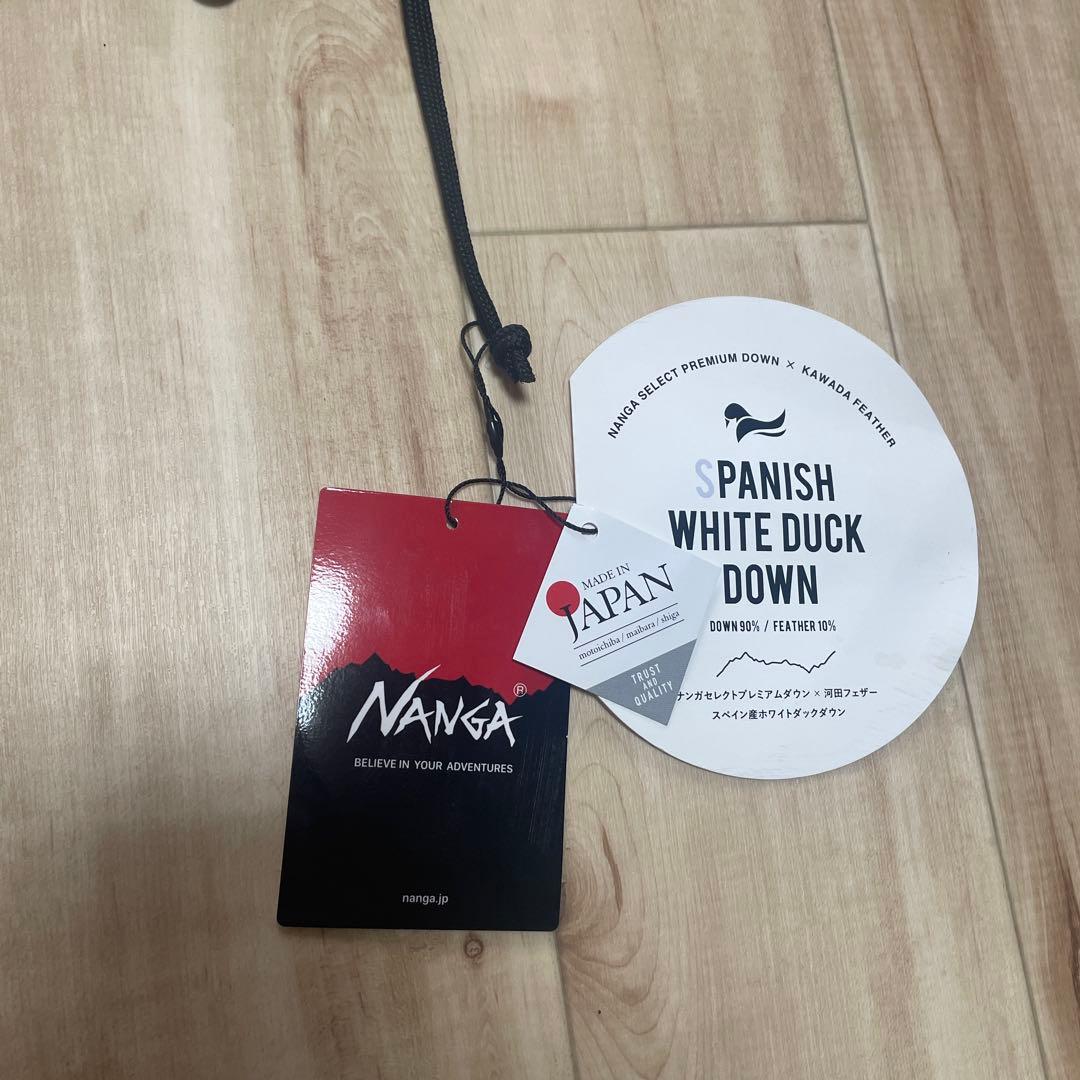 NANGA SELECT PREMIUM DOWN × KAWADA FEATHER
SPANISH
WHITE DUCK
DOWN
DOWN 90% / FEATHER 10%
ナンガセレクトプレミアムダウン × 河田フェザー
スペイン産ホワイトダックダウン
MADE IN
JAPAN
motoichiba / maibara / shiga
TRUST
AND
QUALITY
NANGA®
BELIEVE IN YOUR ADVENTURES
nanga.jp